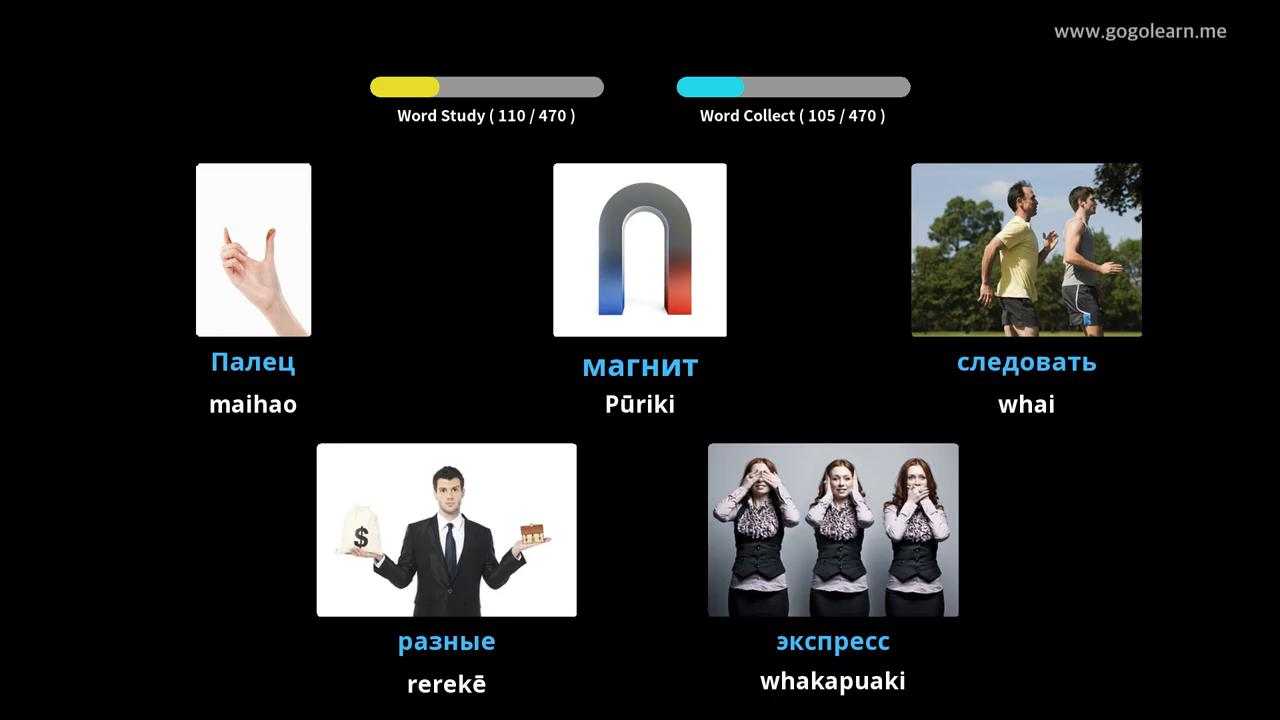 www.gogolearn.me
Word Study ( 110 / 470 )
Word Collect ( 105 / 470 )
Палец
магнит
следовать
maihao
Pūriki
whai
$
разные
экспресс
rerekē
whakapuaki